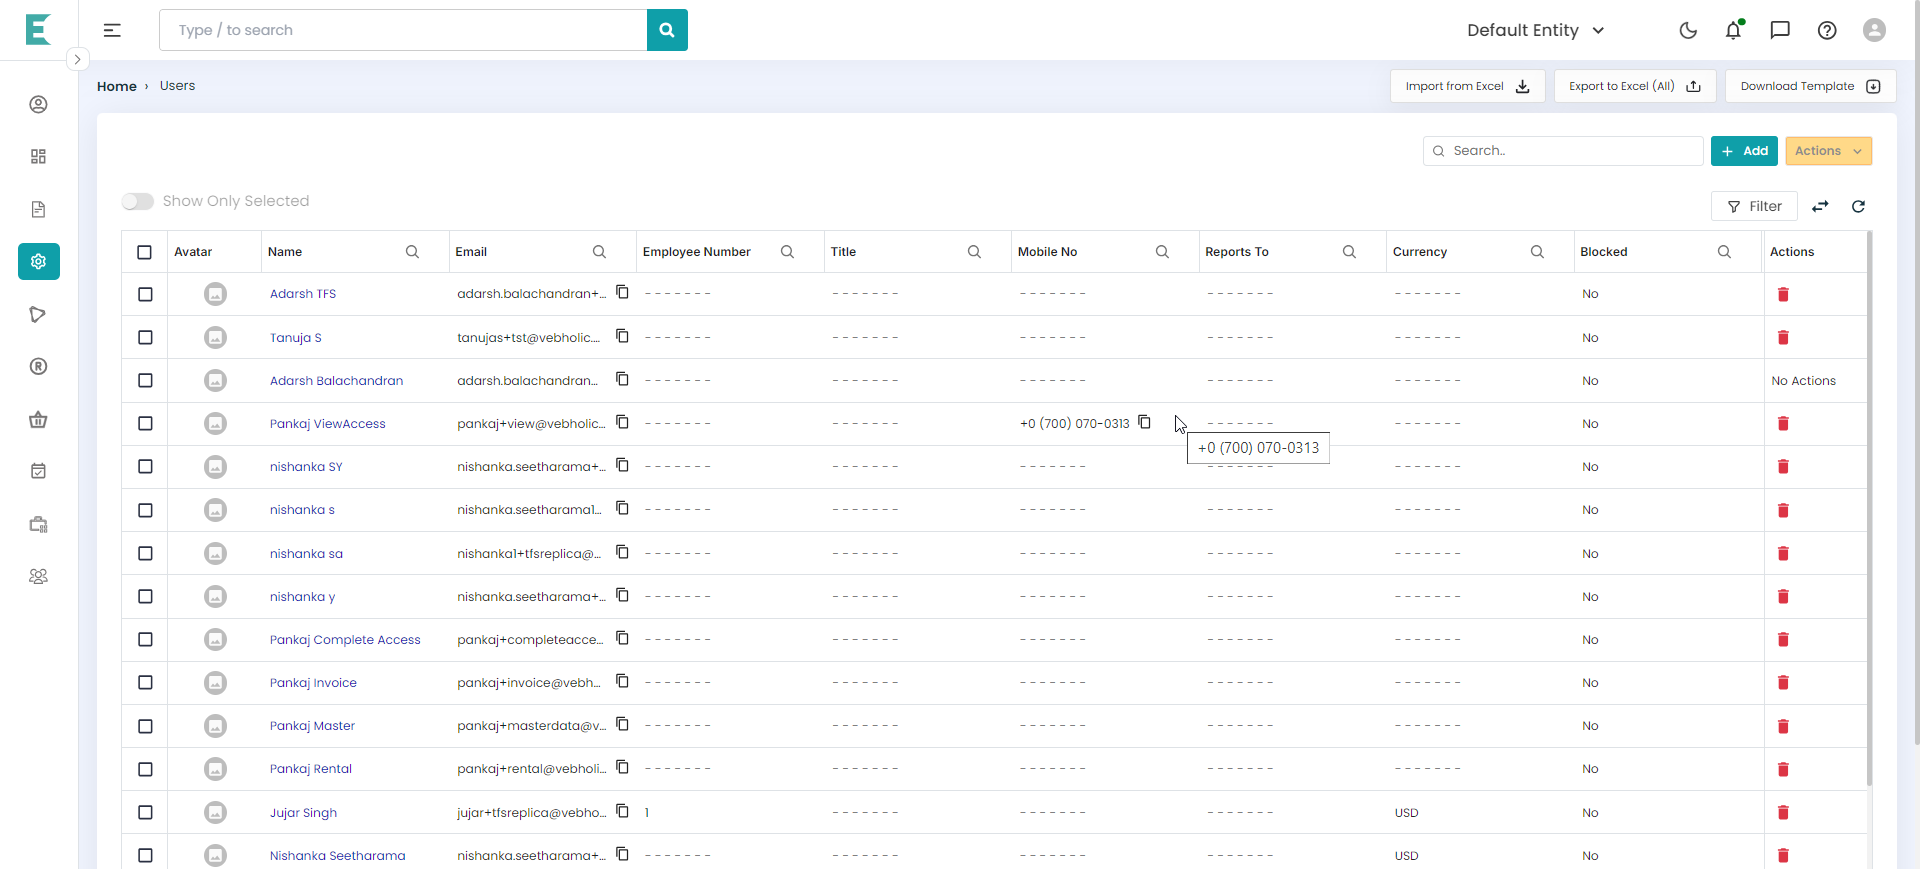 Type / to search
Default Entity
Home › Users
Import from Excel
Export to Excel (All)
Download Template
Search..
+ Add
Actions
Show Only Selected
Filter
Avatar Name Email Employee Number Title Mobile No Reports To Currency Blocked Actions
Adarsh TFS adarsh.balachandran+... ------- ------- ------- ------- ------- No
Tanuja S tanujas+tst@vebholic.... ------- ------- ------- ------- ------- No
Adarsh Balachandran adarsh.balachandran... ------- ------- ------- ------- ------- No No Actions
Pankaj ViewAccess pankaj+view@vebholic... ------- ------- +0 (700) 070-0313 ------- ------- No
+0 (700) 070-0313
nishanka SY nishanka.seetharama+... ------- ------- ------- ------- ------- No
nishanka s nishanka.seetharama1... ------- ------- ------- ------- ------- No
nishanka sa nishanka1+tfsreplica@... ------- ------- ------- ------- ------- No
nishanka y nishanka.seetharama+... ------- ------- ------- ------- ------- No
Pankaj Complete Access pankaj+completeacce... ------- ------- ------- ------- ------- No
Pankaj Invoice pankaj+invoice@vebh... ------- ------- ------- ------- ------- No
Pankaj Master pankaj+masterdata@v... ------- ------- ------- ------- ------- No
Pankaj Rental pankaj+rental@vebholi... ------- ------- ------- ------- ------- No
Jujar Singh jujar+tfsreplica@vebho... 1 ------- ------- ------- USD No
Nishanka Seetharama nishanka.seetharama+... ------- ------- ------- ------- USD No